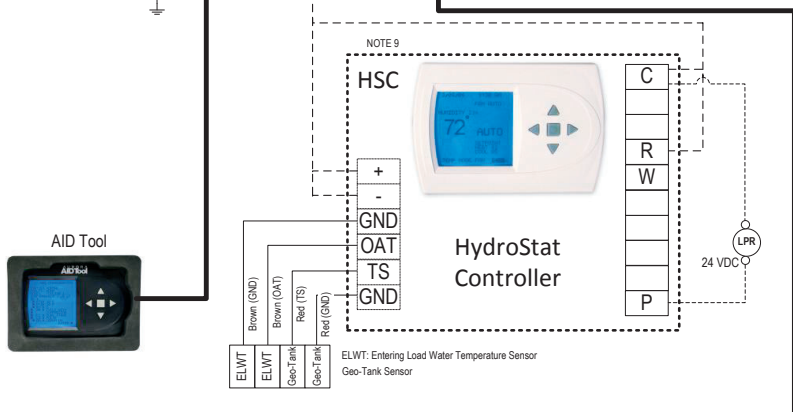 NOTE 9
HSC
72°
AUTO
C
R
W
P
+
-
GND
OAT
TS
GND
HydroStat
Controller
LPR
24 VDC
AID Tool
AID Tool
Brown (GND)
Brown (OAT)
Red (TS)
Red (GND)
ELWT
ELWT
Geo-Tank
Geo-Tank
ELWT: Entering Load Water Temperature Sensor
Geo-Tank Sensor